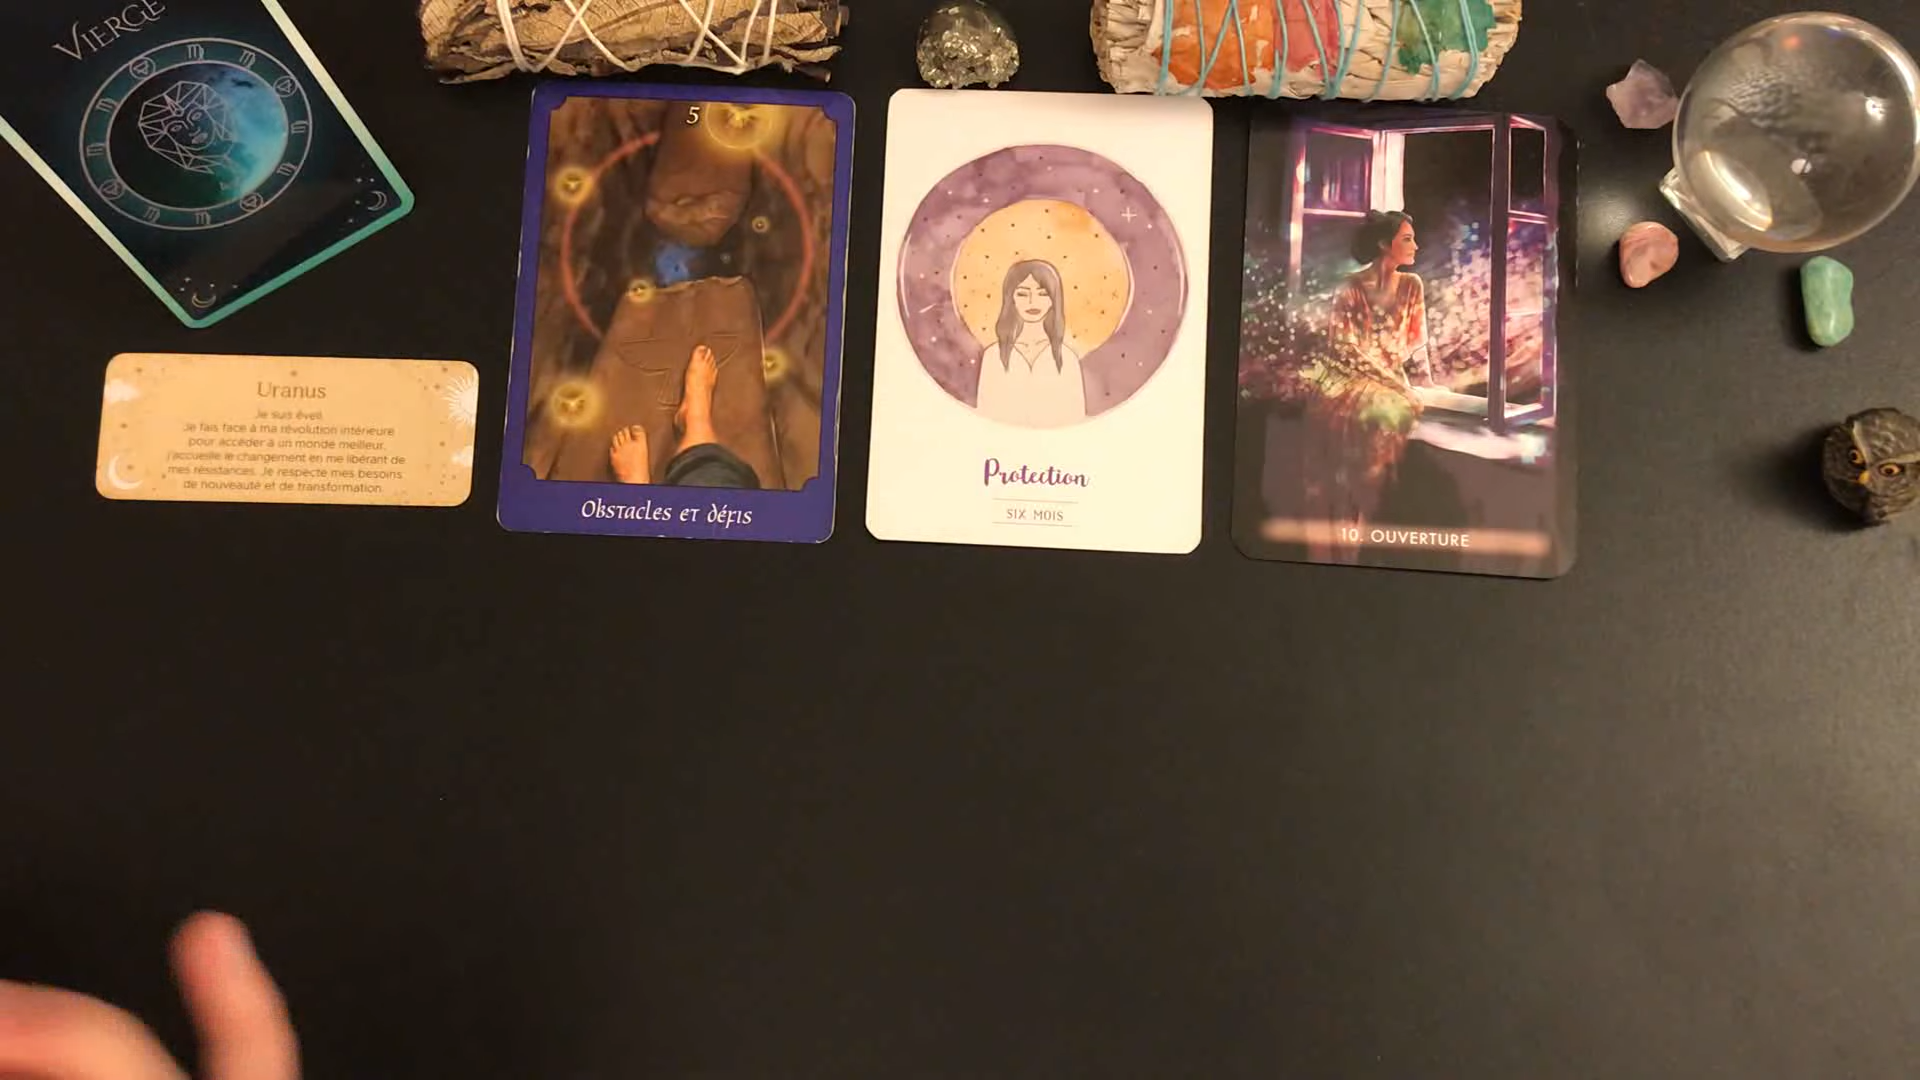 VIERGE
Uranus
Je suis éveil.
Je fais face à ma révolution intérieure
pour accéder à un monde meilleur.
J'accueille le changement en me libérant de
mes résistances. Je respecte mes besoins
de nouveauté et de transformation.
5
Obstacles et défis
Protection
SIX MOIS
10. OUVERTURE